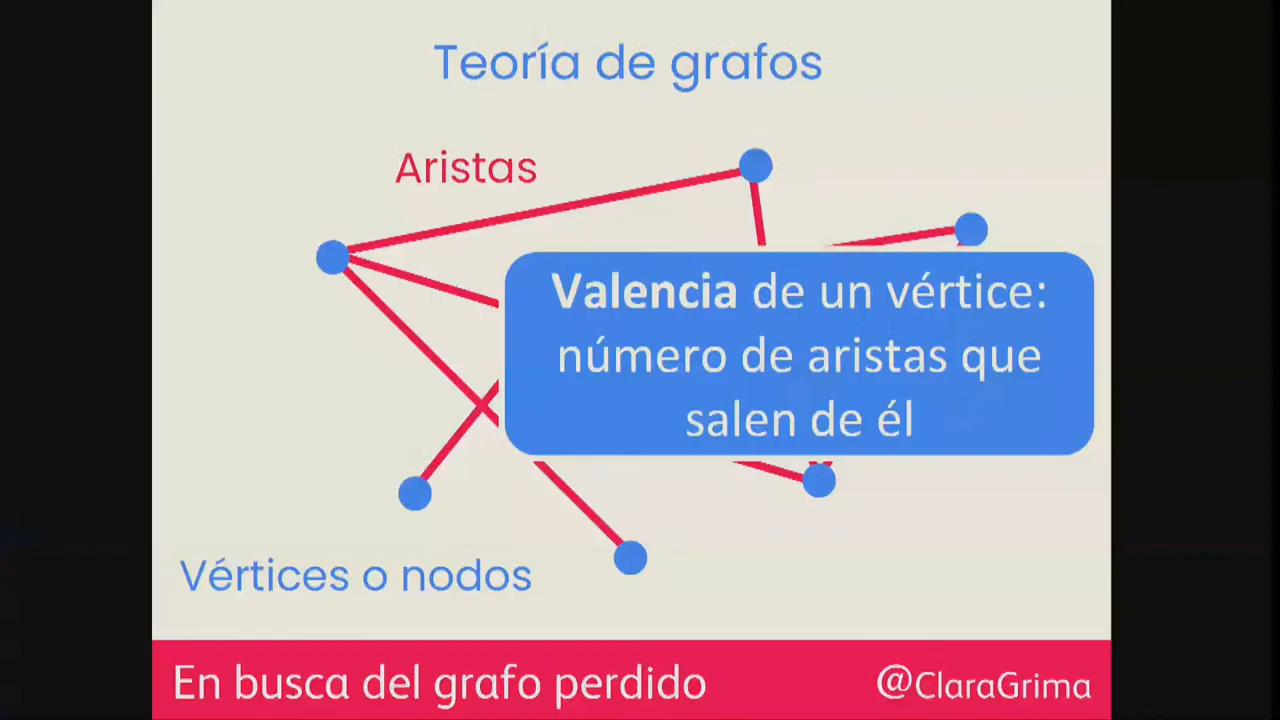 Teoría de grafos
Aristas
Valencia de un vértice:
número de aristas que
salen de él
Vértices o nodos
En busca del grafo perdido
@ClaraGrima